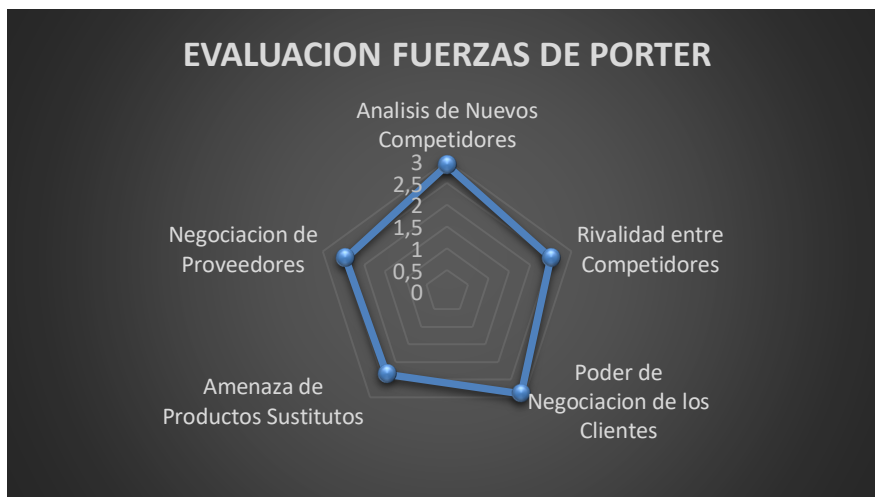 EVALUACION FUERZAS DE PORTER
Analisis de Nuevos
Competidores
3
2,5
2
1,5
1
0,5
0
Rivalidad entre
Competidores
Poder de
Negociacion de los
Clientes
Amenaza de
Productos Sustitutos
Negociacion de
Proveedores